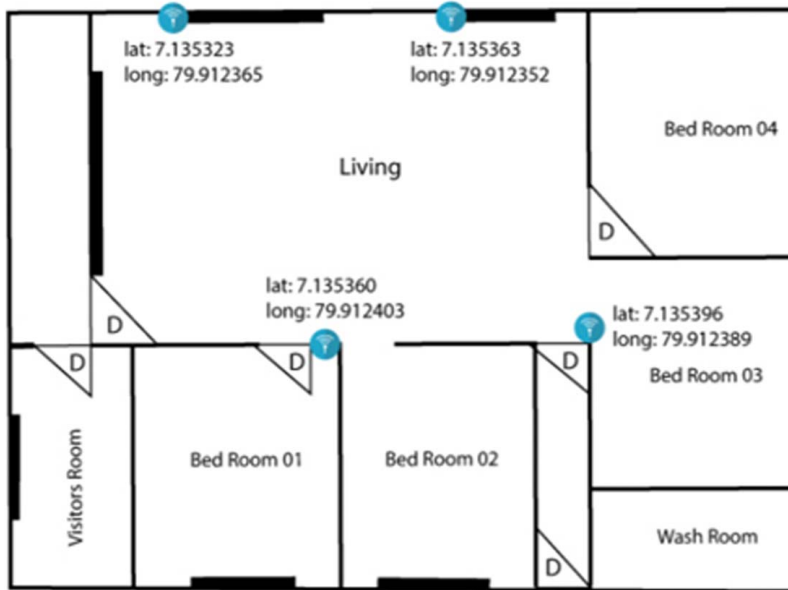 lat: 7.135323
long: 79.912365
lat: 7.135363
long: 79.912352
Bed Room 04
Living
D
lat: 7.135360
long: 79.912403
lat: 7.135396
long: 79.912389
D
D
D
D
Bed Room 03
Visitors Room
Bed Room 01
Bed Room 02
Wash Room
D